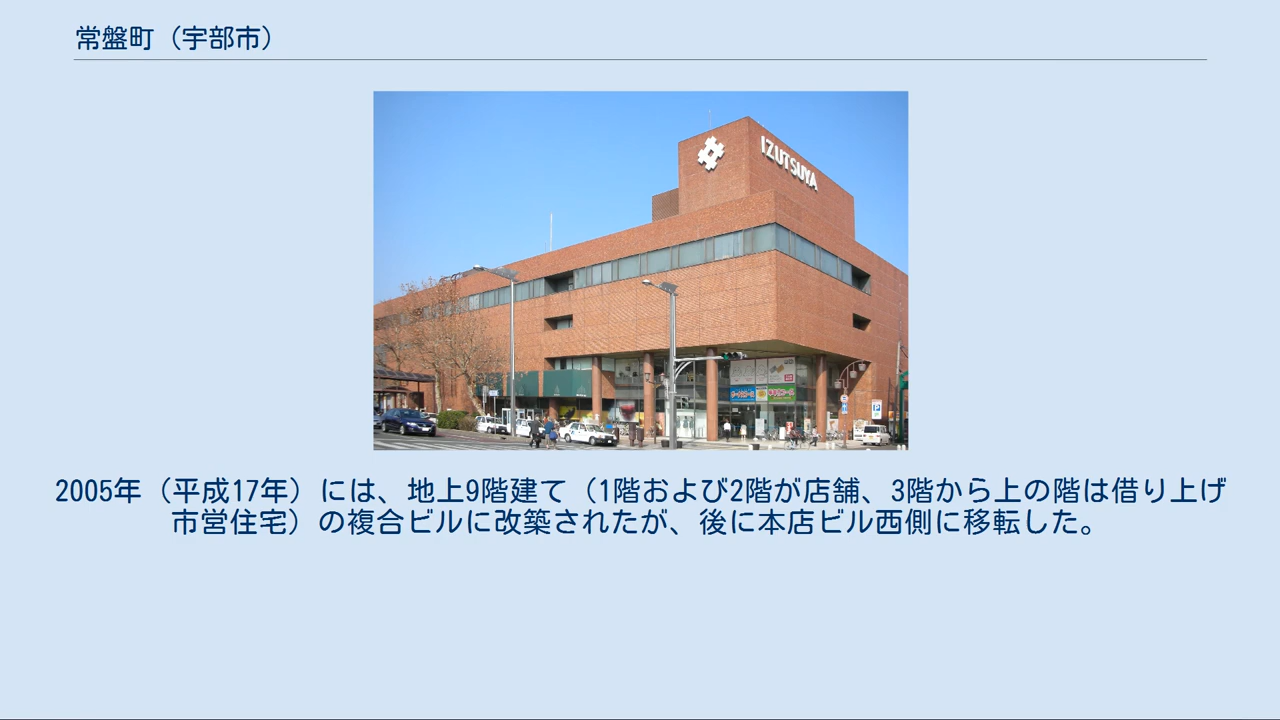 常盤町（宇部市）
IZUTSUYA
2005年（平成17年）には、地上9階建て（1階および2階が店舗、3階から上の階は借り上げ
市営住宅）の複合ビルに改築されたが、後に本店ビル西側に移転した。